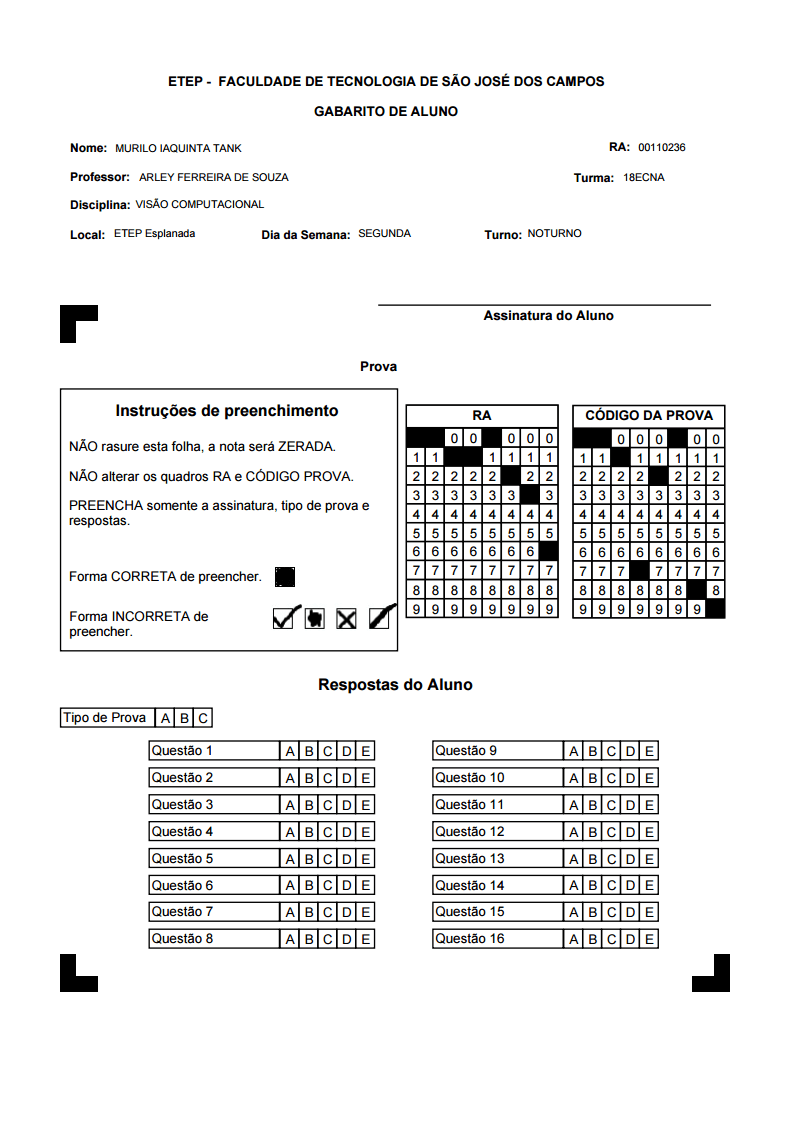 ETEP - FACULDADE DE TECNOLOGIA DE SÃO JOSÉ DOS CAMPOS
GABARITO DE ALUNO
Nome: MURILO IAQUINTA TANK RA: 00110236
Professor: ARLEY FERREIRA DE SOUZA Turma: 18ECNA
Disciplina: VISÃO COMPUTACIONAL
Local: ETEP Esplanada Dia da Semana: SEGUNDA Turno: NOTURNO
Assinatura do Aluno
Prova
Instruções de preenchimento
NÃO rasure esta folha, a nota será ZERADA.
NÃO alterar os quadros RA e CÓDIGO PROVA.
PREENCHA somente a assinatura, tipo de prova e
respostas.
Forma CORRETA de preencher.
Forma INCORRETA de
preencher.
RA
0 0 0 0 0
1 1 1 1 1 1
2 2 2 2 2 2 2
3 3 3 3 3 3 3
4 4 4 4 4 4 4 4
5 5 5 5 5 5 5 5
6 6 6 6 6 6 6
7 7 7 7 7 7 7 7
8 8 8 8 8 8 8 8
9 9 9 9 9 9 9 9
CÓDIGO DA PROVA
0 0 0 0 0
1 1 1 1 1 1 1
2 2 2 2 2 2 2
3 3 3 3 3 3 3 3
4 4 4 4 4 4 4 4
5 5 5 5 5 5 5 5
6 6 6 6 6 6 6 6
7 7 7 7 7 7 7
8 8 8 8 8 8 8
9 9 9 9 9 9 9
Respostas do Aluno
Tipo de Prova A B C
Questão 1 A B C D E Questão 9 A B C D E
Questão 2 A B C D E Questão 10 A B C D E
Questão 3 A B C D E Questão 11 A B C D E
Questão 4 A B C D E Questão 12 A B C D E
Questão 5 A B C D E Questão 13 A B C D E
Questão 6 A B C D E Questão 14 A B C D E
Questão 7 A B C D E Questão 15 A B C D E
Questão 8 A B C D E Questão 16 A B C D E